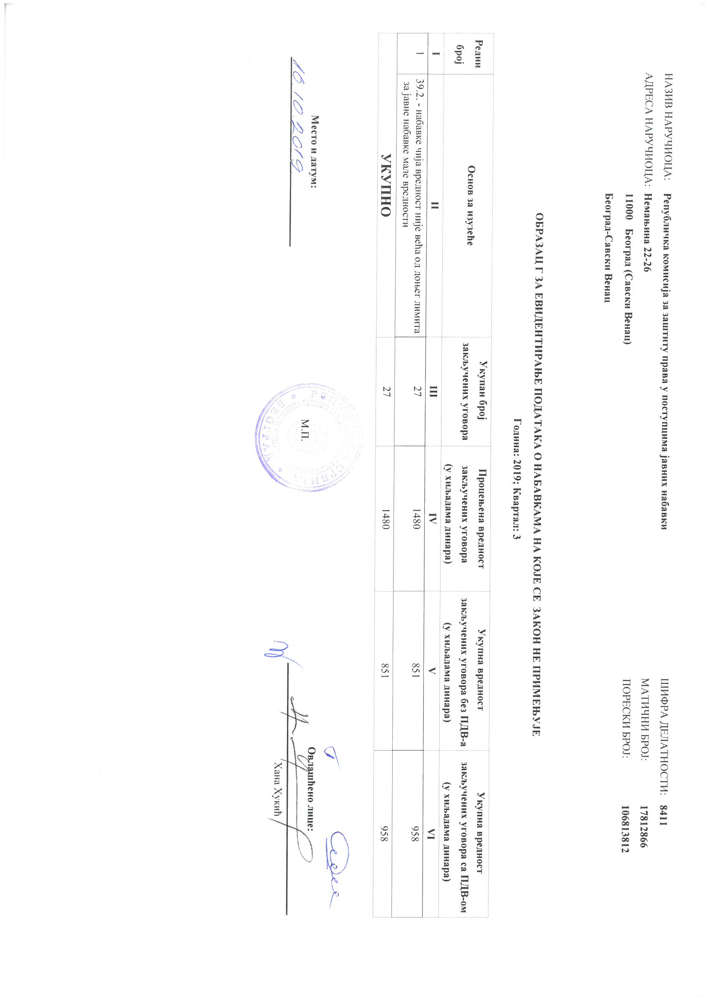 НАЗИВ НАРУЧИОЦА: Републичка комисија за заштиту права у поступцима јавних набавки
АДРЕСА НАРУЧИОЦА: Немањина 22-26
11000 Београд (Савски Венац)
Београд-Савски Венац
ШИФРА ДЕЛАТНОСТИ: 8411
МАТИЧНИ БРОЈ: 17812866
ПОРЕСКИ БРОЈ: 106813812
ОБРАЗАЦ Г ЗА ЕВИДЕНТИРАЊЕ ПОДАТАКА О НАБАВКАМА НА КОЈЕ СЕ ЗАКОН НЕ ПРИМЕЊУЈЕ
Година: 2019; Квартал: 3
Редни број
Основ за изузеће
Укупан број закључених уговора
Процењена вредност закључених уговора (у хиљадама динара)
Укупна вредност закључених уговора без ПДВ-а (у хиљадама динара)
Укупна вредност закључених уговора са ПДВ-ом (у хиљадама динара)
I II III IV V VI
1 39.2. - набавке чија вредност није већа од доњег лимита за јавне набавке мале вредности 27 1480 851 958
УКУПНО 27 1480 851 958
Место и датум:
10.10.2019
М.П.
РЕПУБЛИКА СРБИЈА * БЕОГРАД *
Овлашћено лице:
Хана Хукић